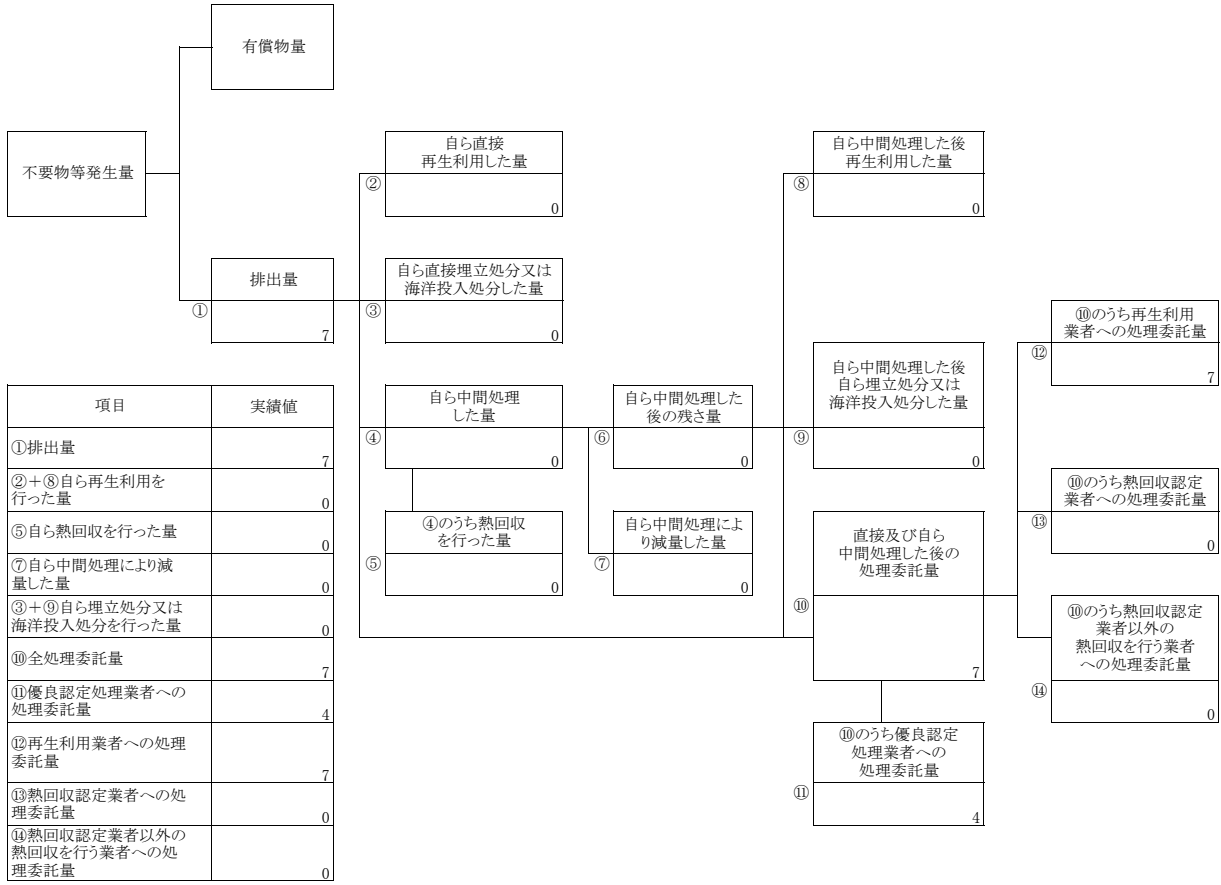 有償物量
不要物等発生量
自ら直接
再生利用した量
②
0
自ら中間処理した後
再生利用した量
⑧
0
排出量
①
7
自ら直接埋立処分又は
海洋投入処分した量
③
0
⑩のうち再生利用
業者への処理委託量
⑫
7
自ら中間処理した後
自ら埋立処分又は
海洋投入処分した量
⑨
0
自ら中間処理
した量
④
0
自ら中間処理した
後の残さ量
⑥
0
⑩のうち熱回収認定
業者への処理委託量
⑬
0
④のうち熱回収
を行った量
⑤
0
自ら中間処理によ
り減量した量
⑦
0
直接及び自ら
中間処理した後の
処理委託量
⑩
7
⑩のうち熱回収認定
業者以外の
熱回収を行う業者
への処理委託量
⑭
0
⑩のうち優良認定
処理業者への
処理委託量
⑪
4
項目 実績値
①排出量
7
②+⑧自ら再生利用を
行った量
0
⑤自ら熱回収を行った量
0
⑦自ら中間処理により減
量した量
0
③+⑨自ら埋立処分又は
海洋投入処分を行った量
0
⑩全処理委託量
7
⑪優良認定処理業者への
処理委託量
4
⑫再生利用業者への処理
委託量
7
⑬熱回収認定業者への処
理委託量
0
⑭熱回収認定業者以外の
熱回収を行う業者への処
理委託量
0